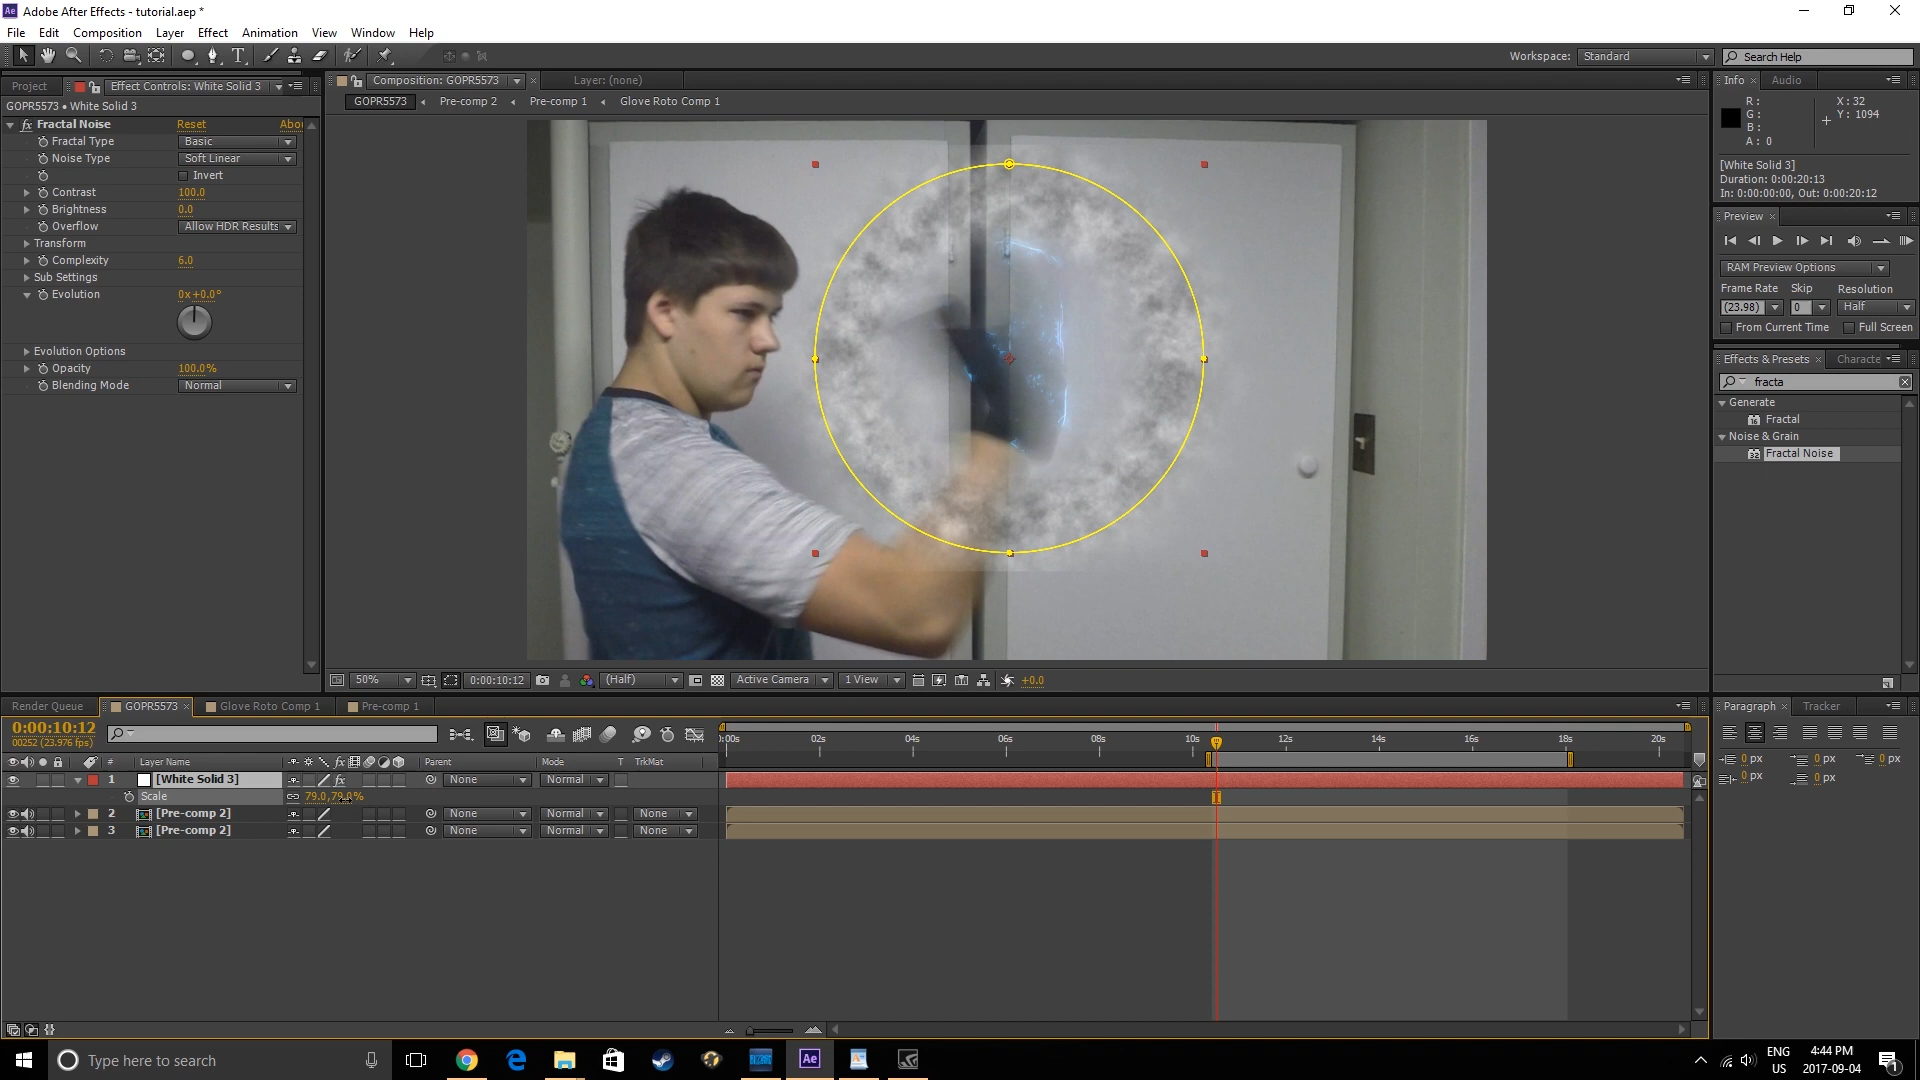 Ae Adobe After Effects - tutorial.aep *
File Edit Composition Layer Effect Animation View Window Help
T Workspace: Standard Search Help
Project Effect Controls: White Solid 3 Composition: GOPR5573 Layer: (none) Info Audio
GOPR5573 • White Solid 3
GOPR5573 Pre-comp 2 Pre-comp 1 Glove Roto Comp 1
fx Fractal Noise Reset Abou
Fractal Type Basic
Noise Type Soft Linear
Invert
Contrast 100.0
Brightness 0.0
Overflow Allow HDR Results
Transform
Complexity 6.0
Sub Settings
Evolution 0x+0.0°
Evolution Options
Opacity 100.0%
Blending Mode Normal
R: X: 32
G: Y: 1094
B:
A: 0
[White Solid 3]
Duration: 0:00:20:13
In: 0:00:00:00, Out: 0:00:20:12
Preview
RAM Preview Options
Frame Rate Skip Resolution
(23.98) 0 Half
From Current Time Full Screen
Effects & Presets Characte
fracta
Generate
16 Fractal
Noise & Grain
32 Fractal Noise
50% 0:00:10:12 (Half) Active Camera 1 View +0.0
Render Queue GOPR5573 Glove Roto Comp 1 Pre-comp 1
0:00:10:12
00252 (23.976 fps)
# Layer Name fx Parent Mode T TrkMat
:00s 02s 04s 06s 08s 10s 12s 14s 16s 18s 20s
1 [White Solid 3] fx None Normal
Scale 79.0,79.0%
2 [Pre-comp 2] None Normal None
3 [Pre-comp 2] None Normal None
Paragraph Tracker
0 px 0 px 0 px
0 px 0 px
Type here to search
Ae
ENG
US
4:44 PM
2017-09-04
1